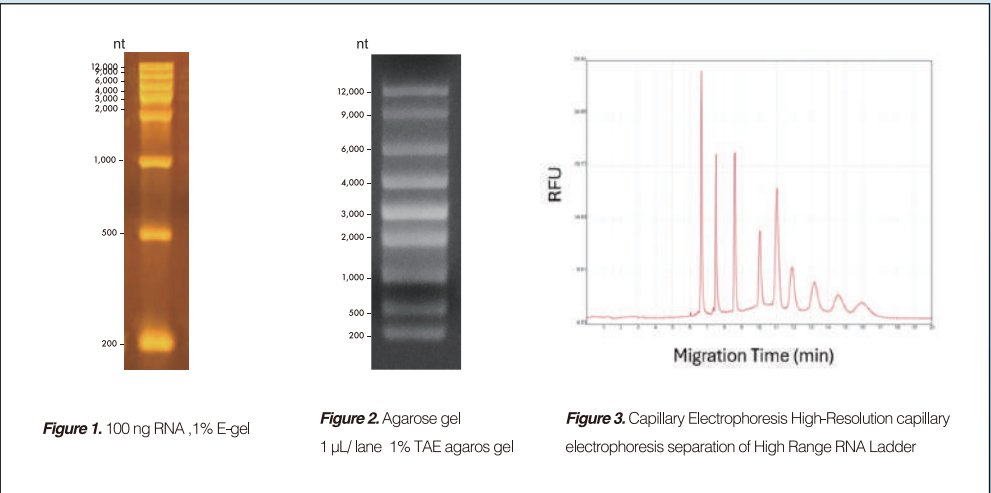 nt
12,000
9,000
6,000
4,000
3,000
2,000
1,000
500
200
nt
12,000
9,000
6,000
4,000
3,000
2,000
1,000
500
200
RFU
Migration Time (min)
Figure 1. 100 ng RNA ,1% E-gel
Figure 2. Agarose gel
1 µL/ lane 1% TAE agaros gel
Figure 3. Capillary Electrophoresis High-Resolution capillary
electrophoresis separation of High Range RNA Ladder